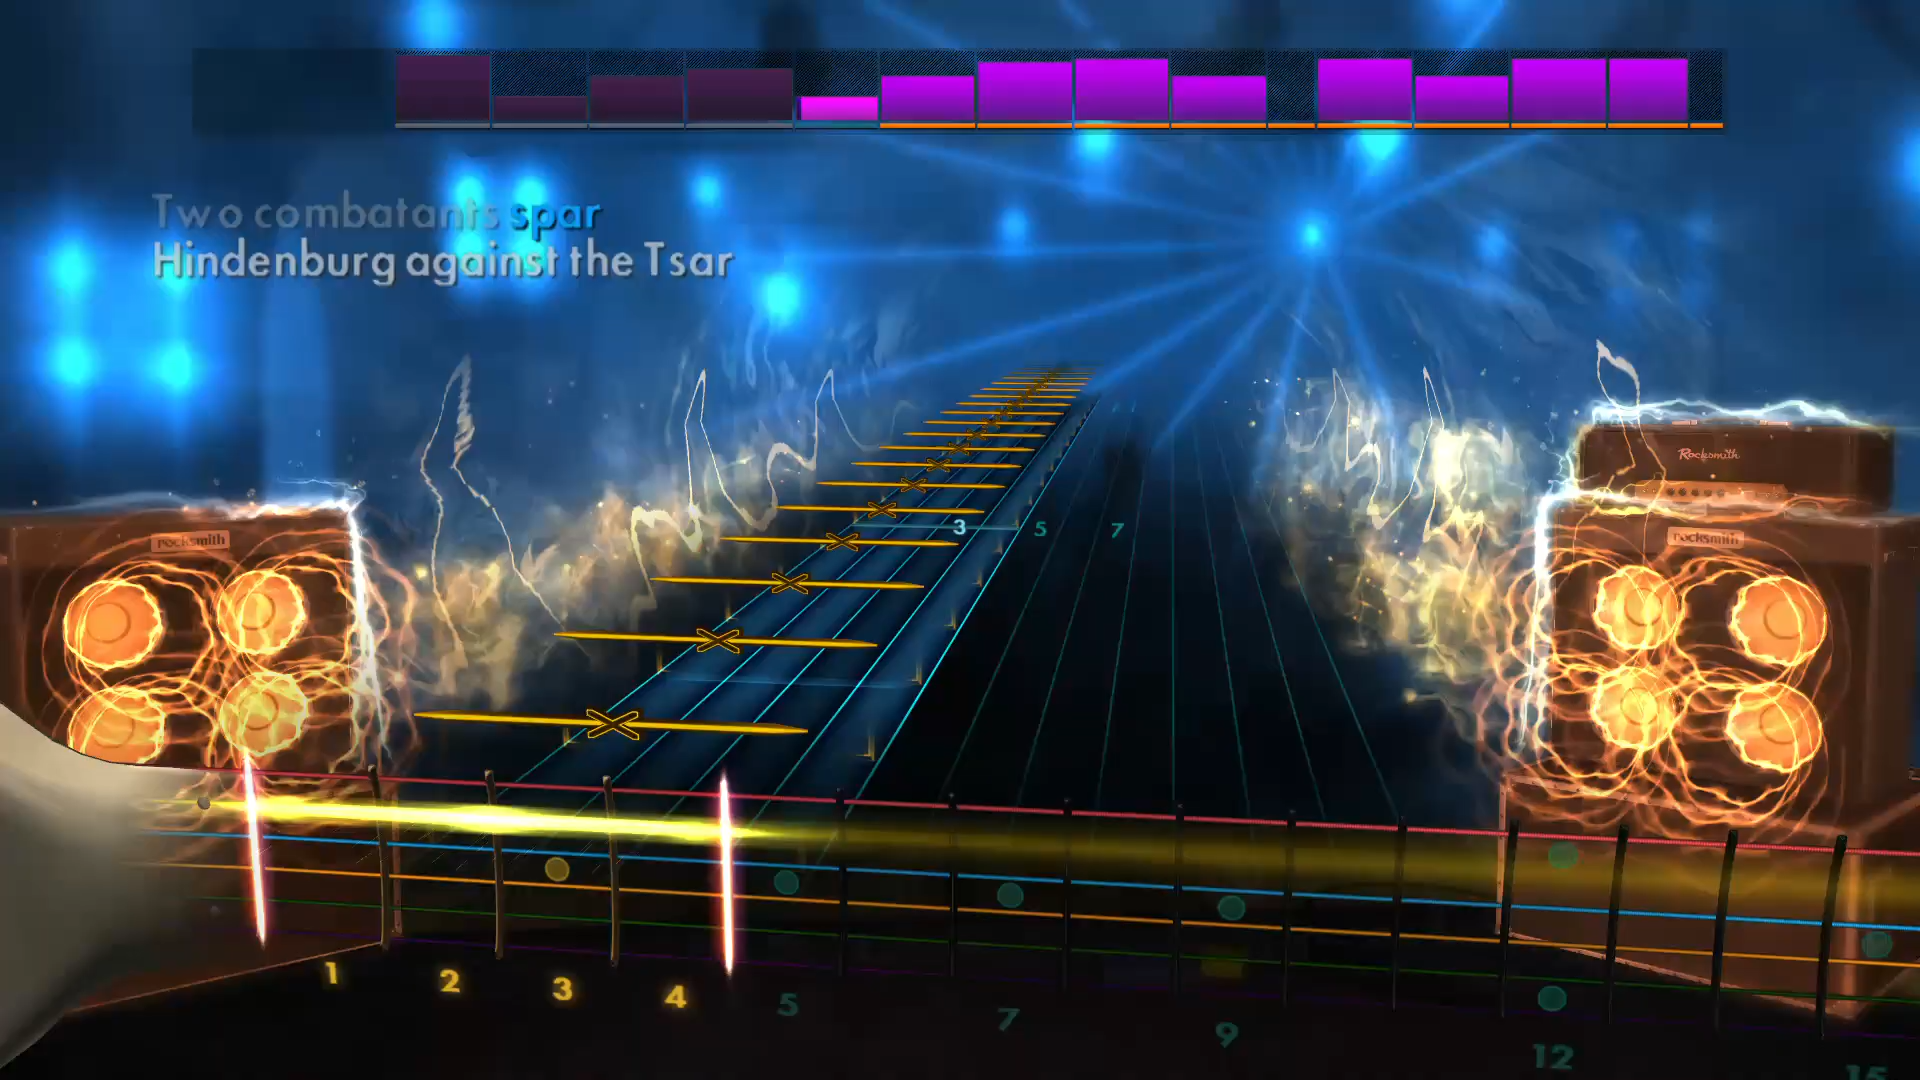 Two combatants spar
Hindenburg against the Tsar
Rocksmith
3 5 7
rocksmith
rocksmith
1 2 3 4 5 7 9 12 15